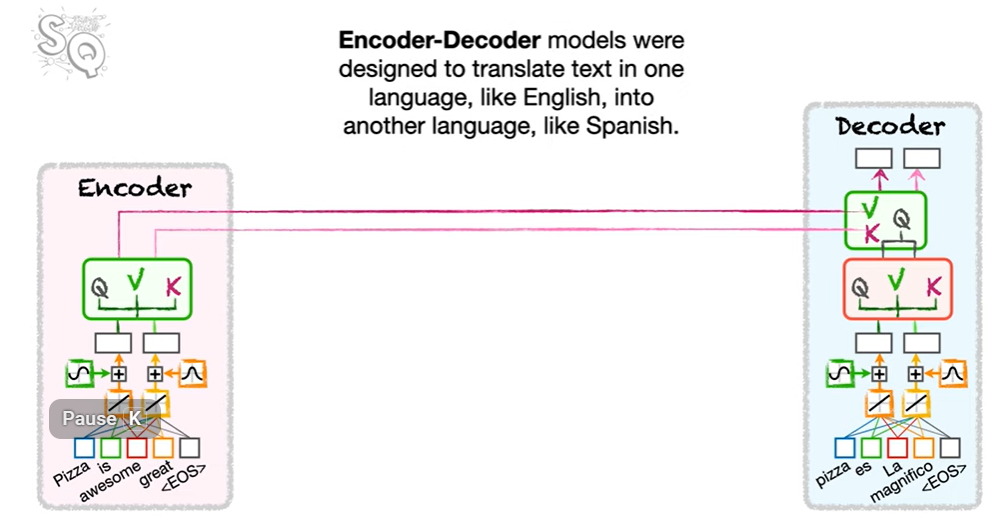 SQ
Encoder-Decoder models were
designed to translate text in one
language, like English, into
another language, like Spanish.
Encoder
Q V K
Pause K
Pizza is awesome great <EOS>
Decoder
V Q
K
Q V K
pizza es La magnifico <EOS>